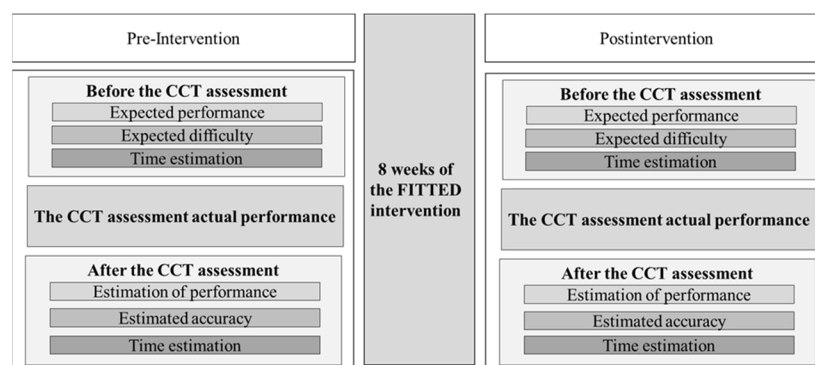 Pre-Intervention
Before the CCT assessment
Expected performance
Expected difficulty
Time estimation
The CCT assessment actual performance
After the CCT assessment
Estimation of performance
Estimated accuracy
Time estimation
8 weeks of
the FITTED
intervention
Postintervention
Before the CCT assessment
Expected performance
Expected difficulty
Time estimation
The CCT assessment actual performance
After the CCT assessment
Estimation of performance
Estimated accuracy
Time estimation